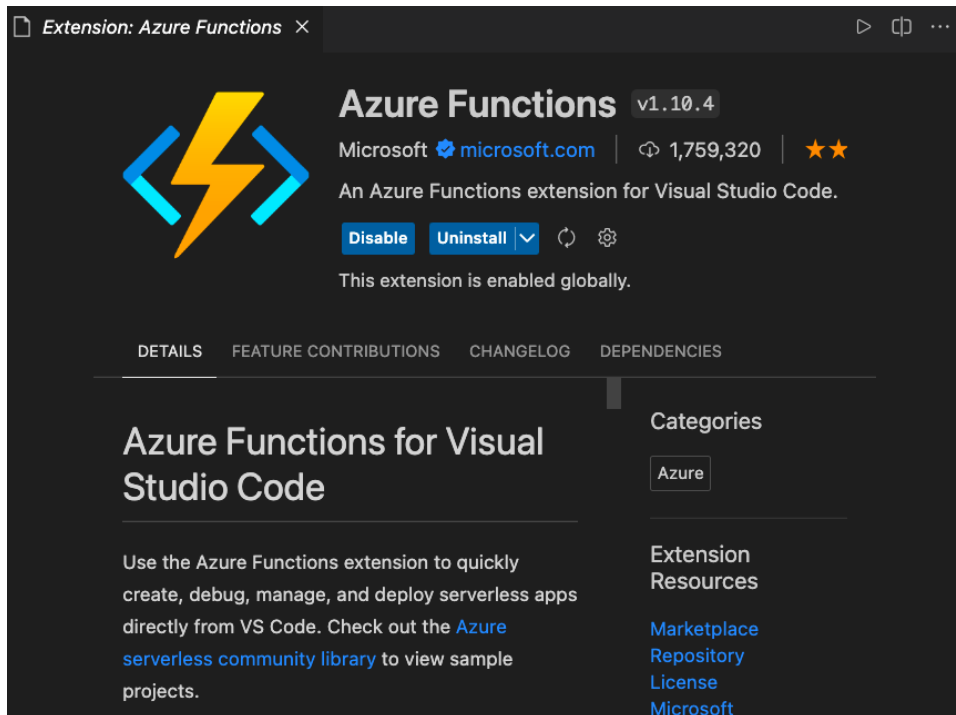 Extension: Azure Functions
Azure Functions v1.10.4
Microsoft microsoft.com 1,759,320
An Azure Functions extension for Visual Studio Code.
Disable Uninstall
This extension is enabled globally.
DETAILS FEATURE CONTRIBUTIONS CHANGELOG DEPENDENCIES
Azure Functions for Visual
Studio Code
Use the Azure Functions extension to quickly
create, debug, manage, and deploy serverless apps
directly from VS Code. Check out the Azure
serverless community library to view sample
projects.
Categories
Azure
Extension
Resources
Marketplace
Repository
License
Microsoft